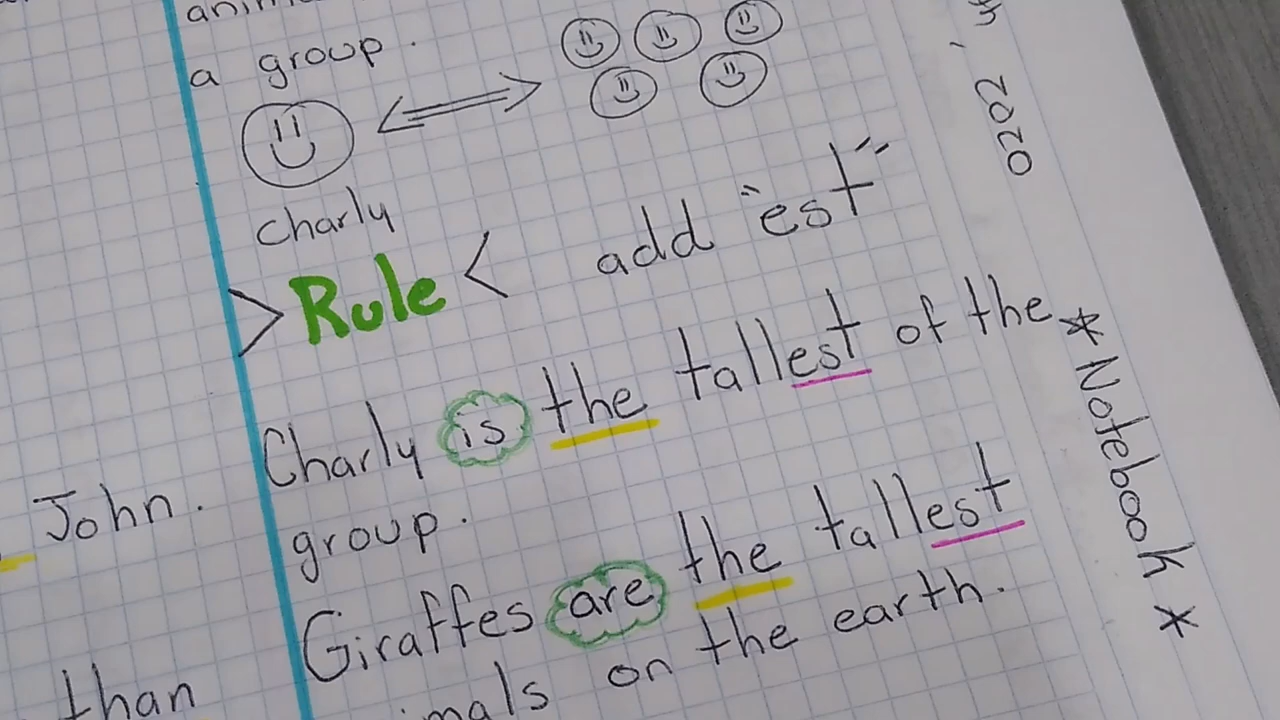 a group.
Charly
>Rule< add "est"
Charly is the tallest of the
group.
Giraffes are the tallest
on the earth.
John.
than
* Notebook *